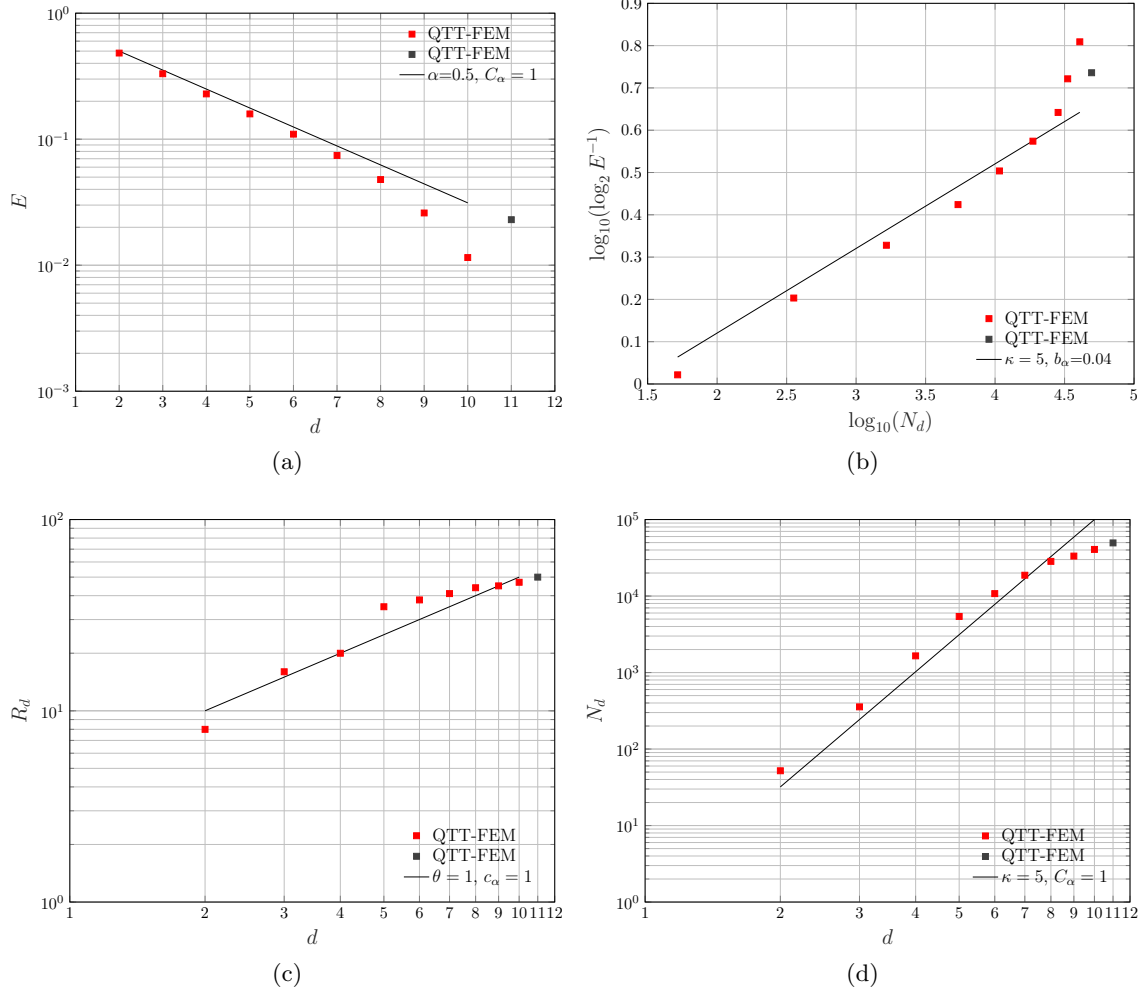 10^0
10^{-1}
10^{-2}
10^{-3}
E
QTT-FEM
QTT-FEM
α=0.5, C_α = 1
1 2 3 4 5 6 7 8 9 10 11 12
d
(a)
0.9
0.8
0.7
0.6
0.5
0.4
0.3
0.2
0.1
0
log_{10}(log_2 E^{-1})
QTT-FEM
QTT-FEM
κ = 5, b_α=0.04
1.5 2 2.5 3 3.5 4 4.5 5
log_{10}(N_d)
(b)
10^2
10^1
10^0
R_d
QTT-FEM
QTT-FEM
θ = 1, c_α = 1
1 2 3 4 5 6 7 8 9 10 11 12
d
(c)
10^5
10^4
10^3
10^2
10^1
10^0
N_d
QTT-FEM
QTT-FEM
κ = 5, C_α = 1
1 2 3 4 5 6 7 8 9 10 11 12
d
(d)